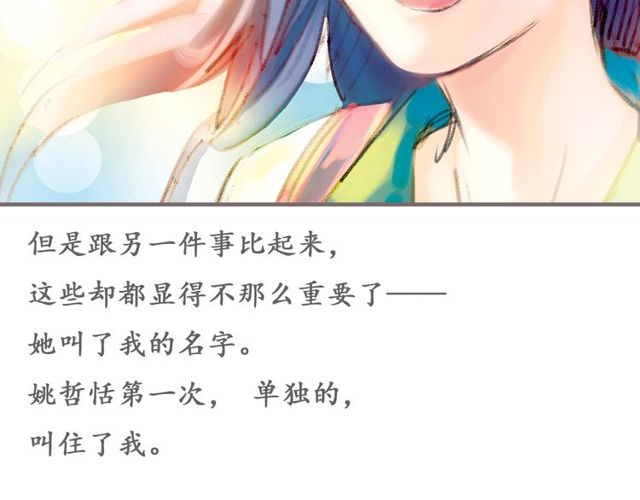 但是跟另一件事比起来，
这些却都显得不那么重要了——
她叫了我的名字。
姚哲恬第一次， 单独的，
叫住了我。